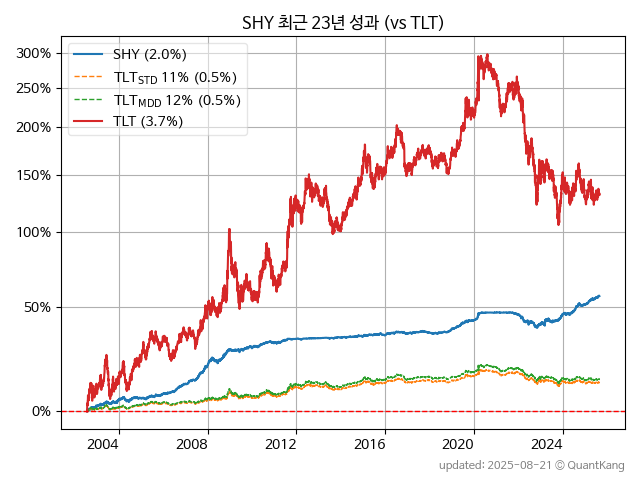 SHY 최근 23년 성과 (vs TLT)
300%
250%
200%
150%
100%
50%
0%
SHY (2.0%)
TLT_STD 11% (0.5%)
TLT_MDD 12% (0.5%)
TLT (3.7%)
2004 2008 2012 2016 2020 2024
updated: 2025-08-21 © QuantKang